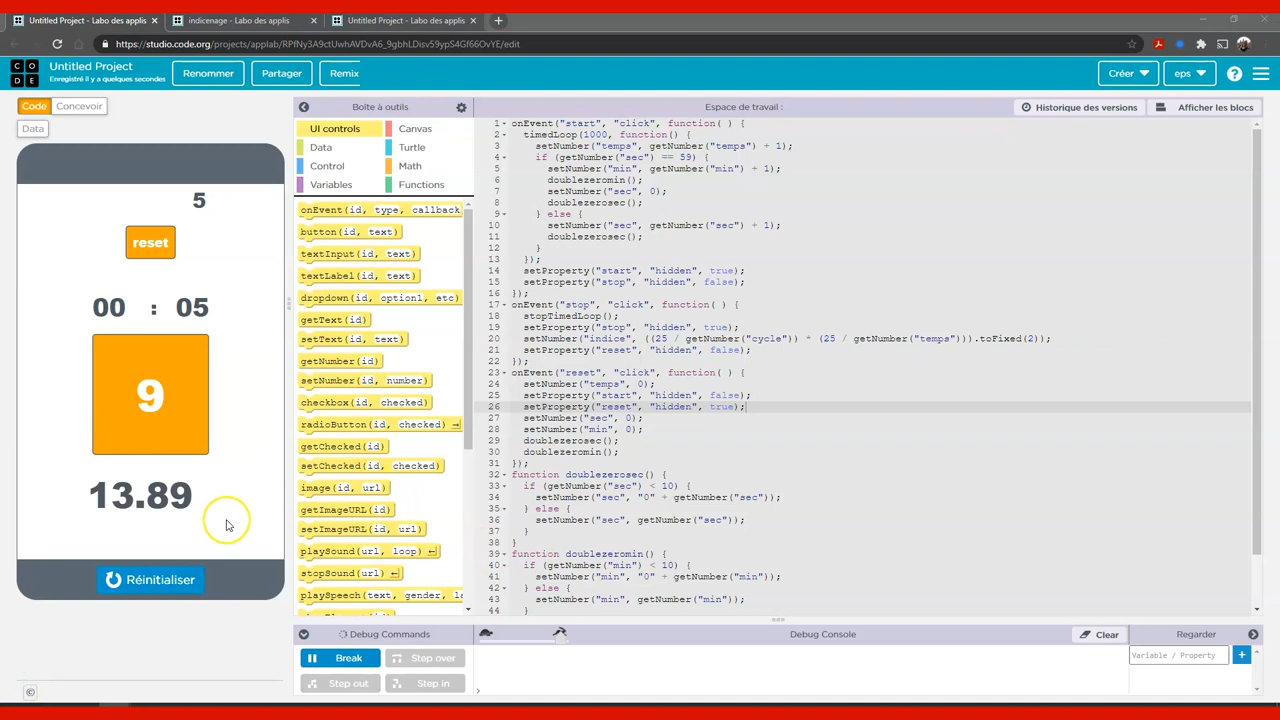 Untitled Project - Labo des applis ×
indicenage - Labo des applis ×
Untitled Project - Labo des applis ×
https://studio.code.org/projects/applab/RPfNy3A9ctUwhAVDvA6_9gbhLDisv59ypS4Gf66OvYE/edit
CODE
Untitled Project
Enregistré il y a quelques secondes
Renommer
Partager
Remix
Créer
eps
Code
Concevoir
Data
5
reset
00 : 05
9
13.89
Réinitialiser
Boîte à outils
UI controls
Canvas
Data
Turtle
Control
Math
Variables
Functions
onEvent(id, type, callback
button(id, text)
textInput(id, text)
textLabel(id, text)
dropdown(id, option1, etc)
getText(id)
setText(id, text)
getNumber(id)
setNumber(id, number)
checkbox(id, checked)
radioButton(id, checked)
getChecked(id)
setChecked(id, checked)
image(id, url)
getImageURL(id)
setImageURL(id, url)
playSound(url, loop)
stopSound(url)
playSpeech(text, gender, la
Espace de travail :
Historique des versions
Afficher les blocs
1 onEvent("start", "click", function( ) {
2 timedLoop(1000, function() {
3 setNumber("temps", getNumber("temps") + 1);
4 if (getNumber("sec") == 59) {
5 setNumber("min", getNumber("min") + 1);
6 doublezeromin();
7 setNumber("sec", 0);
8 doublezerosec();
9 } else {
10 setNumber("sec", getNumber("sec") + 1);
11 doublezerosec();
12 }
13 });
14 setProperty("start", "hidden", true);
15 setProperty("stop", "hidden", false);
16 });
17 onEvent("stop", "click", function( ) {
18 stopTimedLoop();
19 setProperty("stop", "hidden", true);
20 setNumber("indice", ((25 / getNumber("cycle")) * (25 / getNumber("temps"))).toFixed(2));
21 setProperty("reset", "hidden", false);
22 });
23 onEvent("reset", "click", function( ) {
24 setNumber("temps", 0);
25 setProperty("start", "hidden", false);
26 setProperty("reset", "hidden", true);
27 setNumber("sec", 0);
28 setNumber("min", 0);
29 doublezerosec();
30 doublezeromin();
31 });
32 function doublezerosec() {
33 if (getNumber("sec") < 10) {
34 setNumber("sec", "0" + getNumber("sec"));
35 } else {
36 setNumber("sec", getNumber("sec"));
37 }
38 }
39 function doublezeromin() {
40 if (getNumber("min") < 10) {
41 setNumber("min", "0" + getNumber("min"));
42 } else {
43 setNumber("min", getNumber("min"));
44 }
Debug Commands
Break
Step over
Step out
Step in
Debug Console
Clear
Regarder
Variable / Property
©